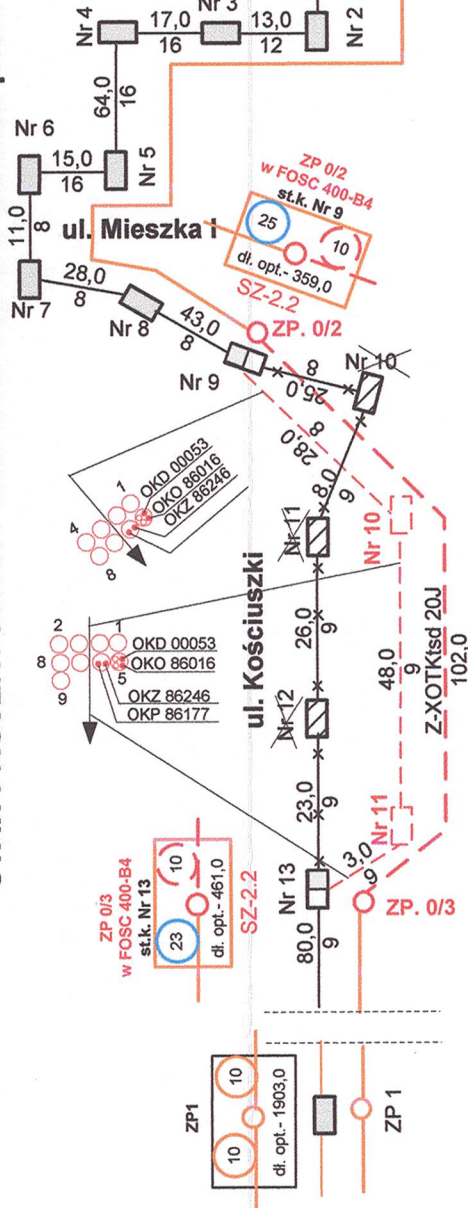 Nr 4
17,0
16
Nr 3
13,0
12
Nr 2
64,0
16
Nr 6
15,0
16
Nr 5
11,0
8
ul. Mieszka I
ZP 0/2
w FOSC 400-B4
st.k. Nr 9
25
10
dł. opt.- 359,0
SZ-2.2
Nr 7
28,0
8
Nr 8
43,0
8
ZP. 0/2
Nr 9
25,0
8
Nr 10
28,0
8
1
4
8
OKD 00053
OKO 86016
OKZ 86246
8,0
9
Nr 11
Nr 10
ul. Kościuszki
26,0
9
48,0
9
Z-XOTKtsd 20J
102,0
2
1
8
5
9
OKD 00053
OKO 86016
OKZ 86246
OKP 86177
Nr 12
23,0
9
Nr 11
3,0
9
Nr 13
80,0
9
ZP. 0/3
ZP 0/3
w FOSC 400-B4
st.k. Nr 13
23
10
dł. opt.- 461,0
SZ-2.2
ZP1
10
10
dł. opt.- 1903,0
ZP 1